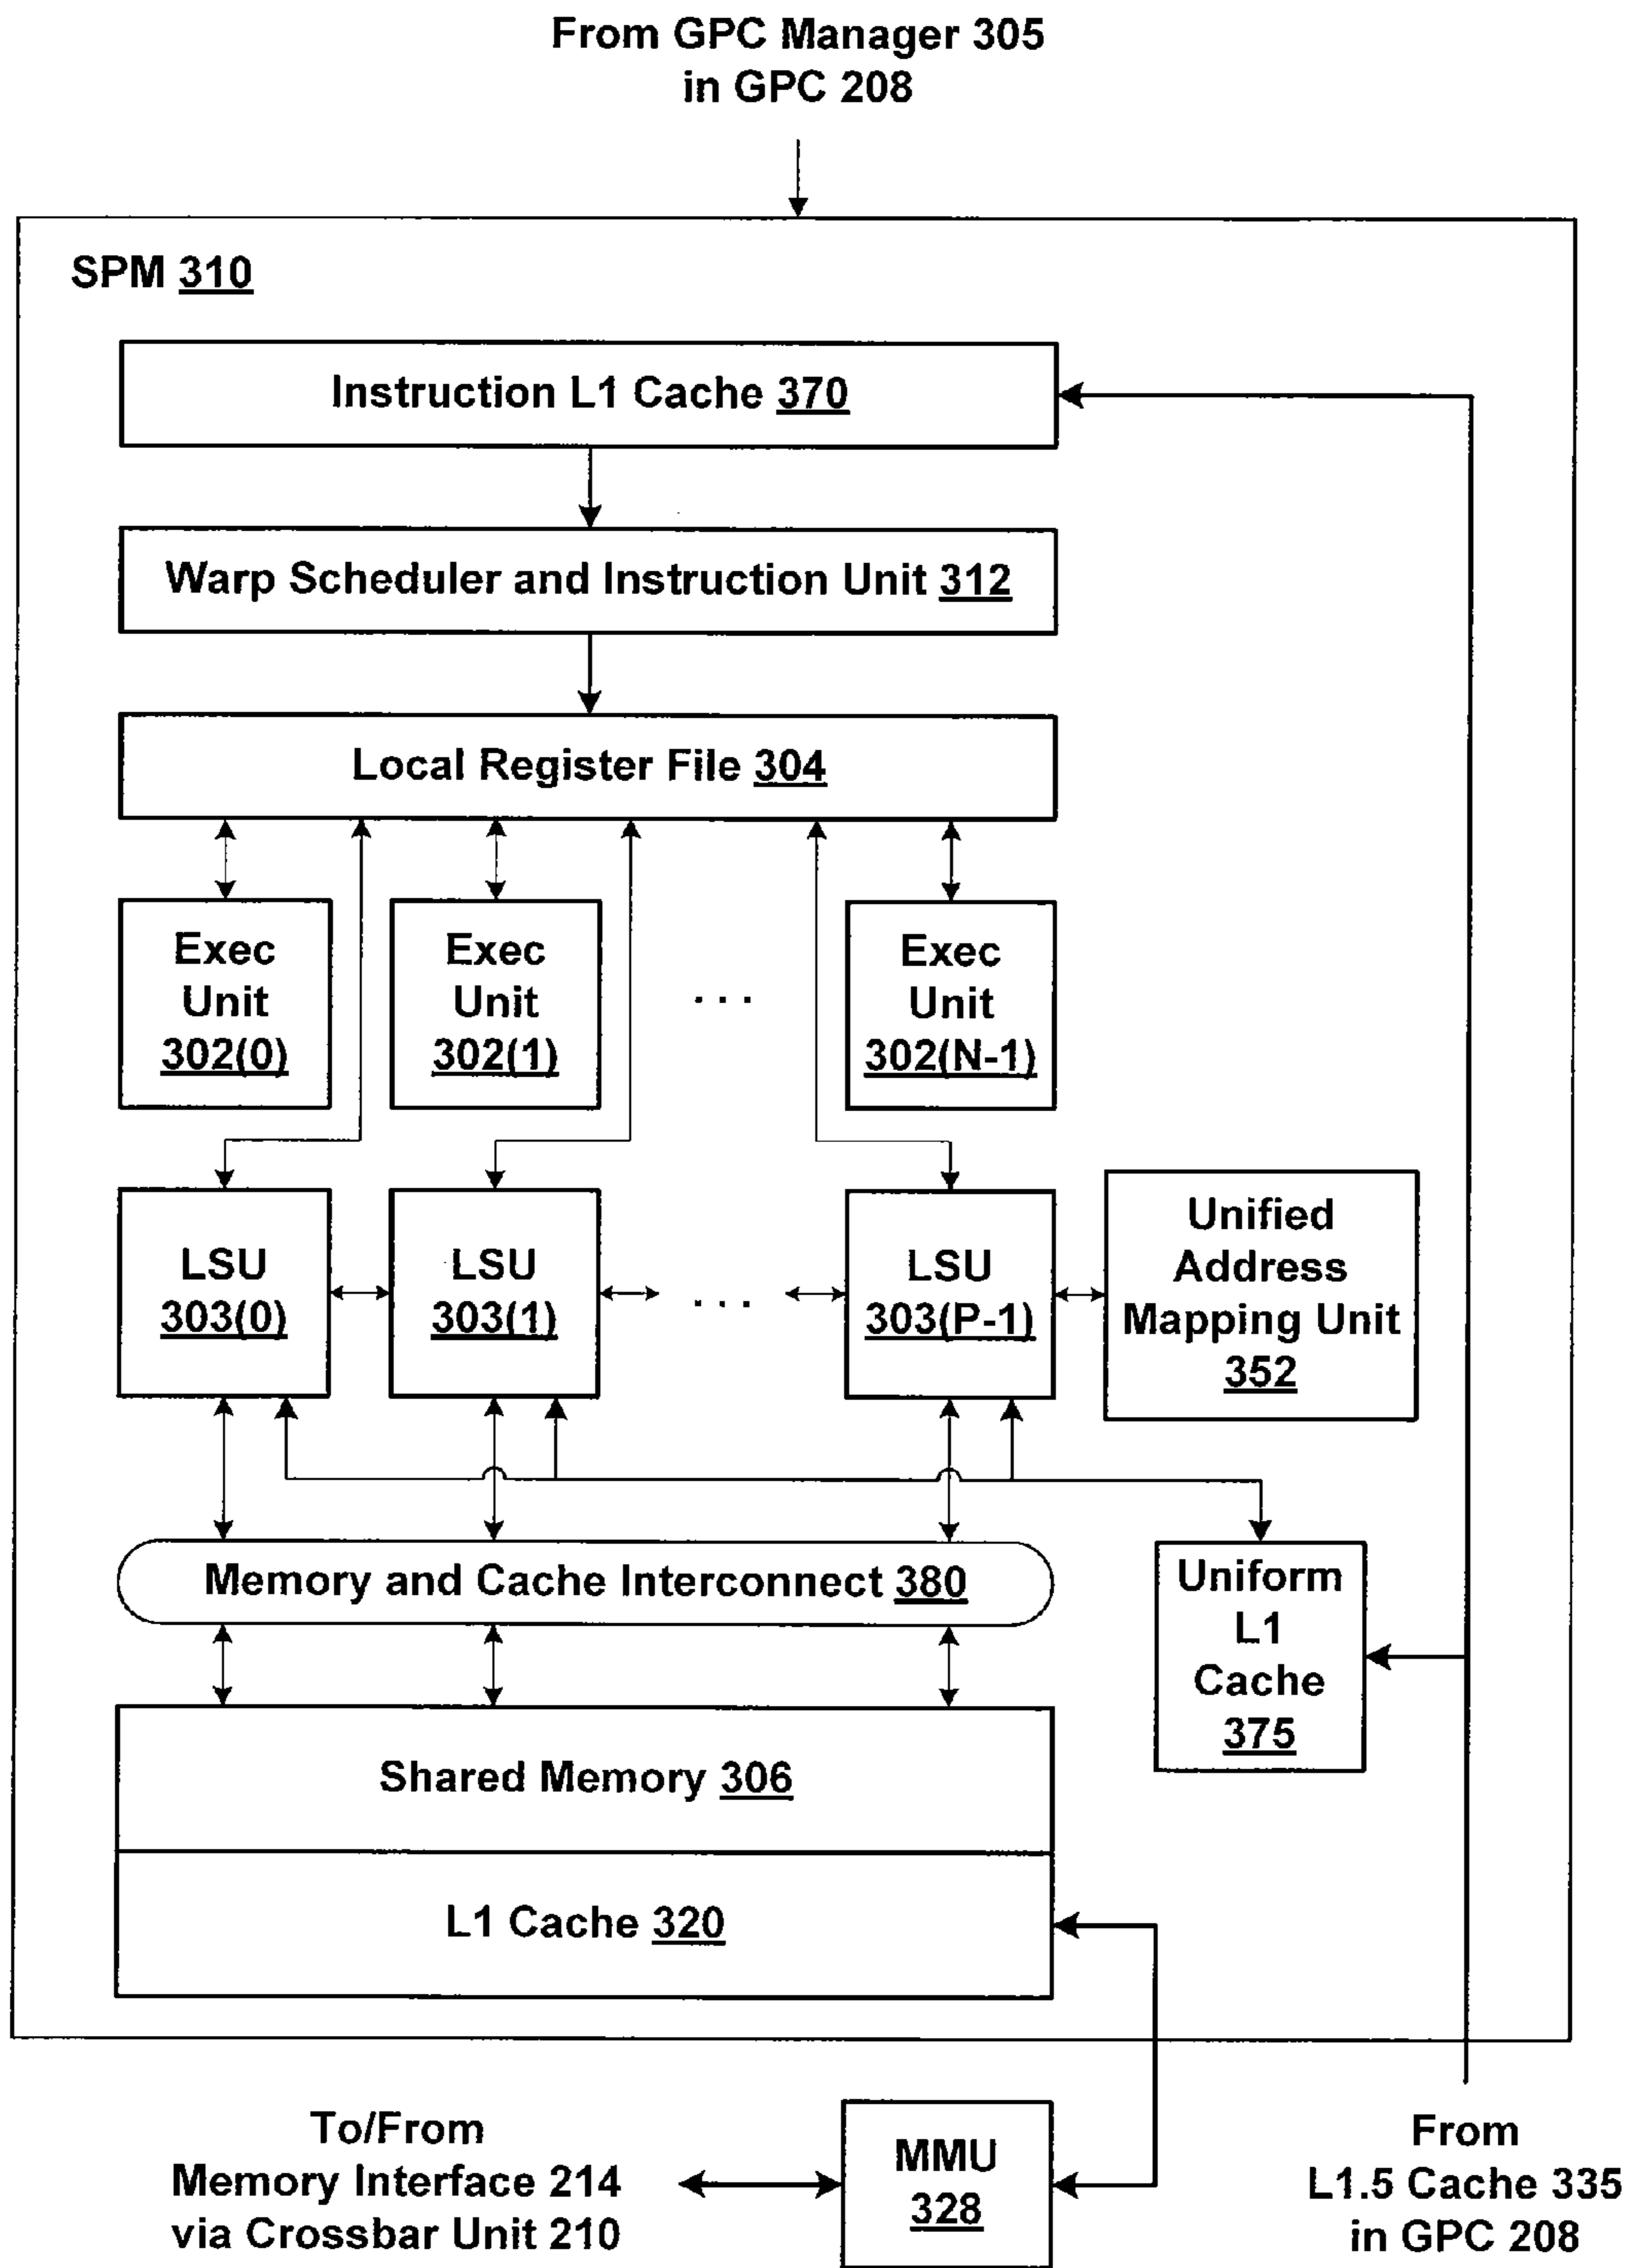 From GPC Manager 305
in GPC 208
SPM 310
Instruction L1 Cache 370
Warp Scheduler and Instruction Unit 312
Local Register File 304
Exec
Unit
302(0)
Exec
Unit
302(1)
. . .
Exec
Unit
302(N-1)
LSU
303(0)
LSU
303(1)
. . .
LSU
303(P-1)
Unified
Address
Mapping Unit
352
Memory and Cache Interconnect 380
Uniform
L1
Cache
375
Shared Memory 306
L1 Cache 320
To/From
Memory Interface 214
via Crossbar Unit 210
MMU
328
From
L1.5 Cache 335
in GPC 208